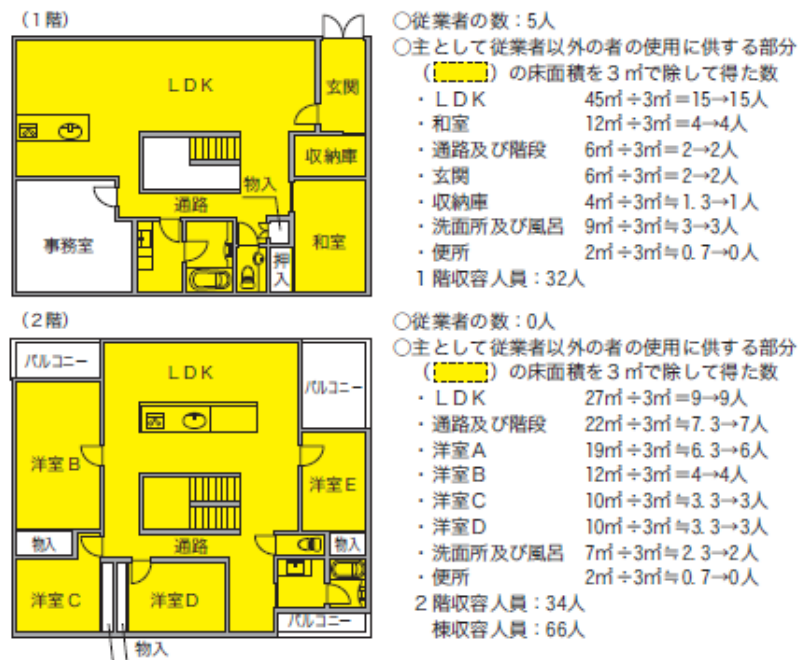 (1階)
LDK
玄関
収納庫
物入
通路
事務室
押入
和室
○従業者の数:5人
○主として従業者以外の者の使用に供する部分
( )の床面積を3㎡で除して得た数
・LDK 45㎡÷3㎡=15→15人
・和室 12㎡÷3㎡=4→4人
・通路及び階段 6㎡÷3㎡=2→2人
・玄関 6㎡÷3㎡=2→2人
・収納庫 4㎡÷3㎡≒1.3→1人
・洗面所及び風呂 9㎡÷3㎡=3→3人
・便所 2㎡÷3㎡≒0.7→0人
1階収容人員:32人
(2階)
バルコニー
LDK
バルコニー
洋室B
洋室E
物入
通路
物入
洋室C
洋室D
バルコニー
物入
○従業者の数:0人
○主として従業者以外の者の使用に供する部分
( )の床面積を3㎡で除して得た数
・LDK 27㎡÷3㎡=9→9人
・通路及び階段 22㎡÷3㎡≒7.3→7人
・洋室A 19㎡÷3㎡≒6.3→6人
・洋室B 12㎡÷3㎡=4→4人
・洋室C 10㎡÷3㎡≒3.3→3人
・洋室D 10㎡÷3㎡≒3.3→3人
・洗面所及び風呂 7㎡÷3㎡≒2.3→2人
・便所 2㎡÷3㎡≒0.7→0人
2階収容人員:34人
棟収容人員:66人